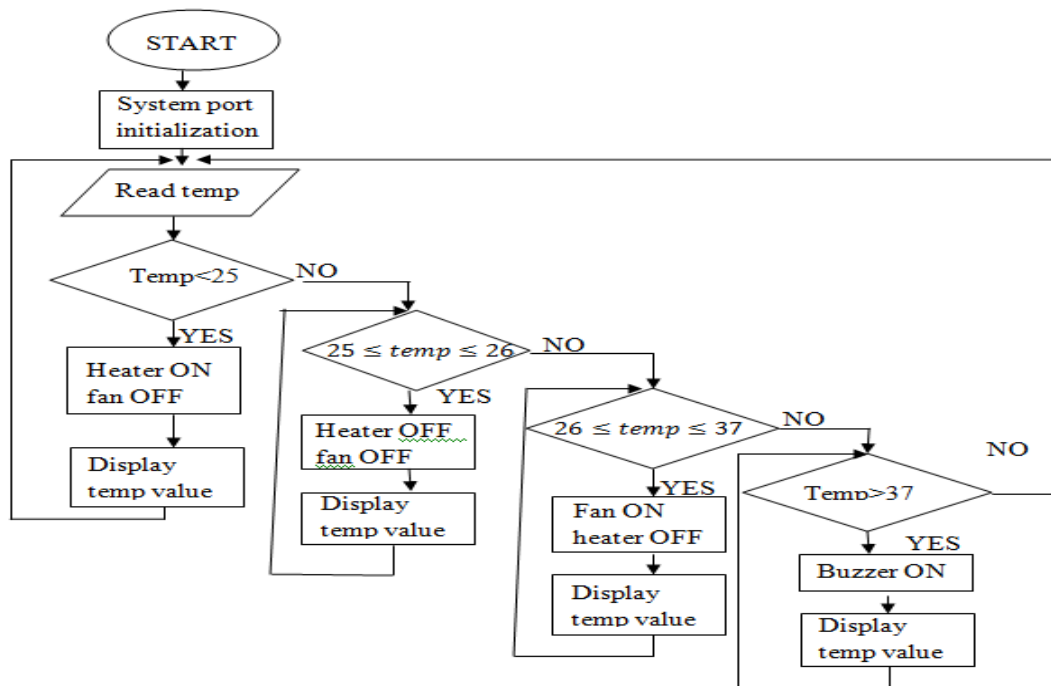 START
System port
initialization
Read temp
Temp<25
NO
YES
Heater ON
fan OFF
Display
temp value
25 ≤ temp ≤ 26
NO
YES
Heater OFF
fan OFF
Display
temp value
26 ≤ temp ≤ 37
NO
YES
Fan ON
heater OFF
Display
temp value
Temp>37
NO
YES
Buzzer ON
Display
temp value